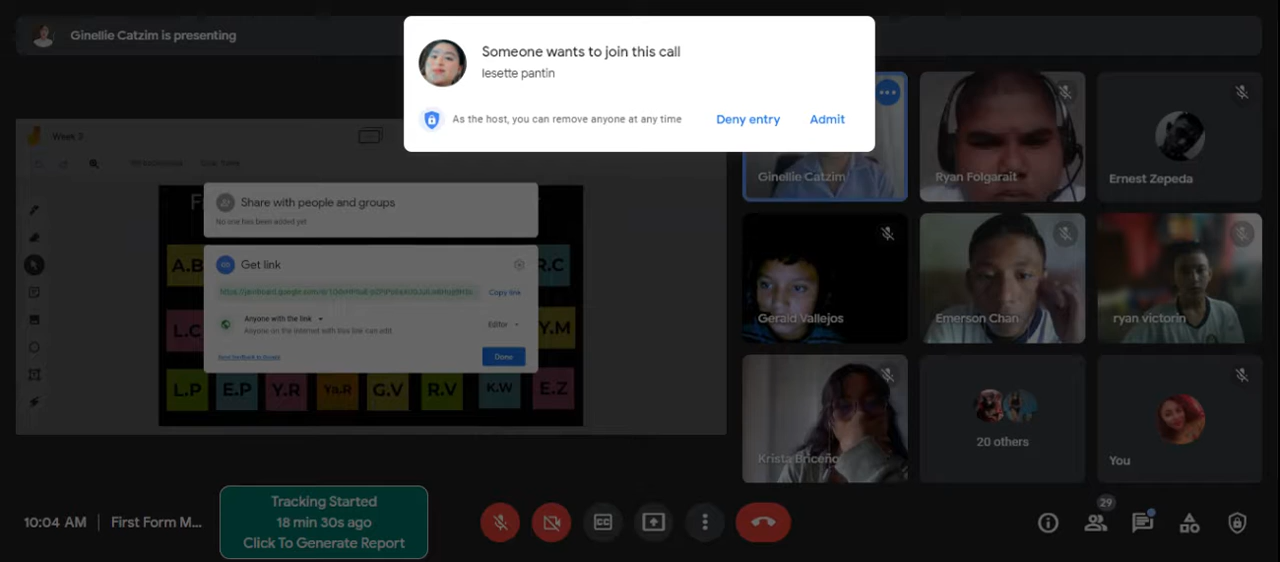 Ginellie Catzim is presenting
Someone wants to join this call
lesette pantin
As the host, you can remove anyone at any time
Deny entry
Admit
Week 3
Share with people and groups
No one has been added yet
Get link
Copy link
Anyone with the link
Anyone on the internet with this link can edit
Editor
Done
A.B
R.C
L.C
Y.M
L.P
E.P
Y.R
Ya.R
G.V
R.V
K.W
E.Z
Ginellie Catzim
Ryan Folgarait
Ernest Zepeda
Gerald Vallejos
Emerson Chan
ryan victorin
Krista Briceño
20 others
You
10:04 AM | First Form M...
Tracking Started
18 min 30s ago
Click To Generate Report
CC
29